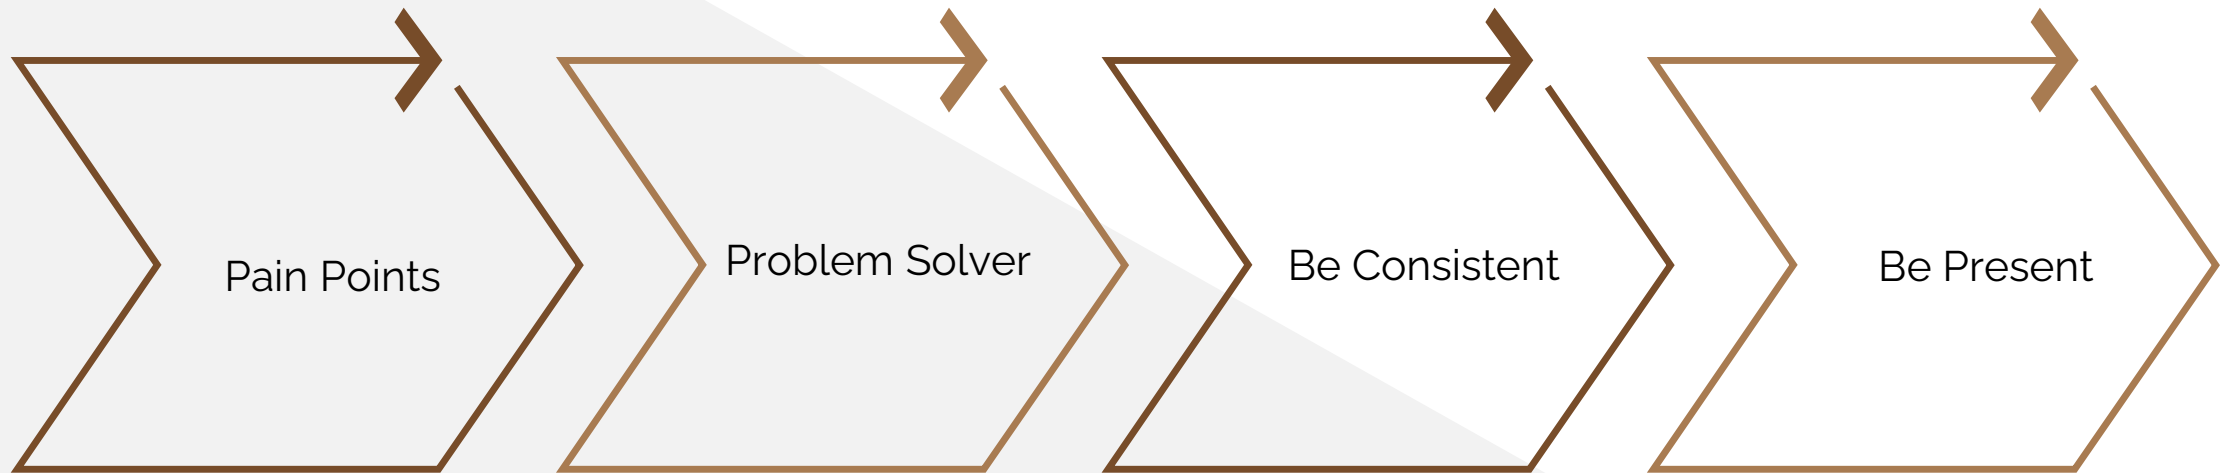 Pain Points
Problem Solver
Be Consistent
Be Present